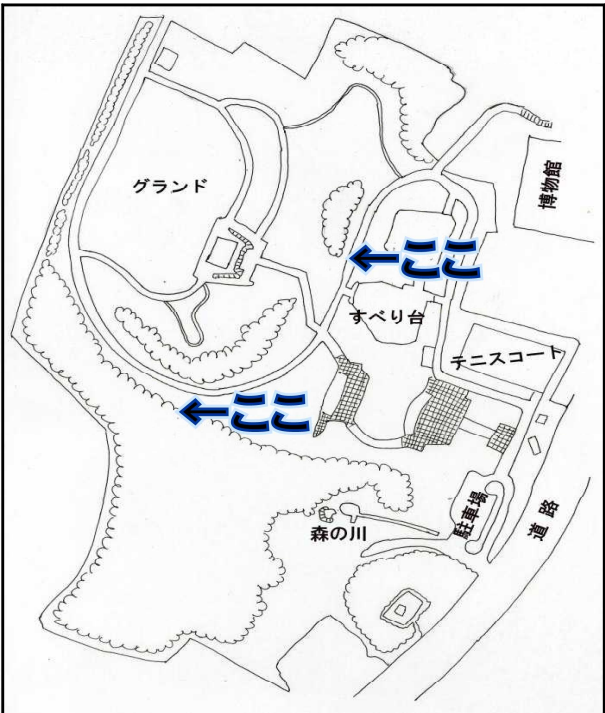 グランド
博物館
←ここ
すべり台
テニスコート
←ここ
駐車場
道路
森の川